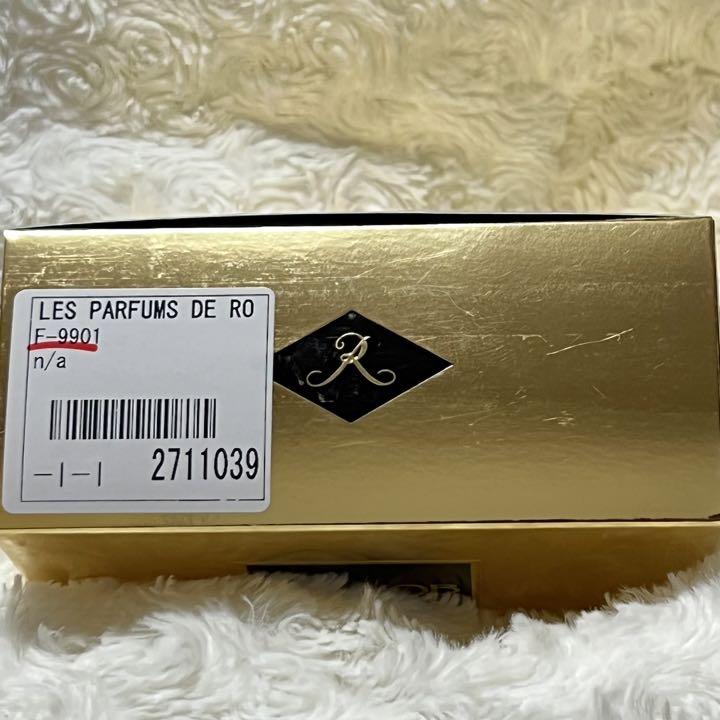 LES PARFUMS DE RO
F-9901
n/a
2711039
R